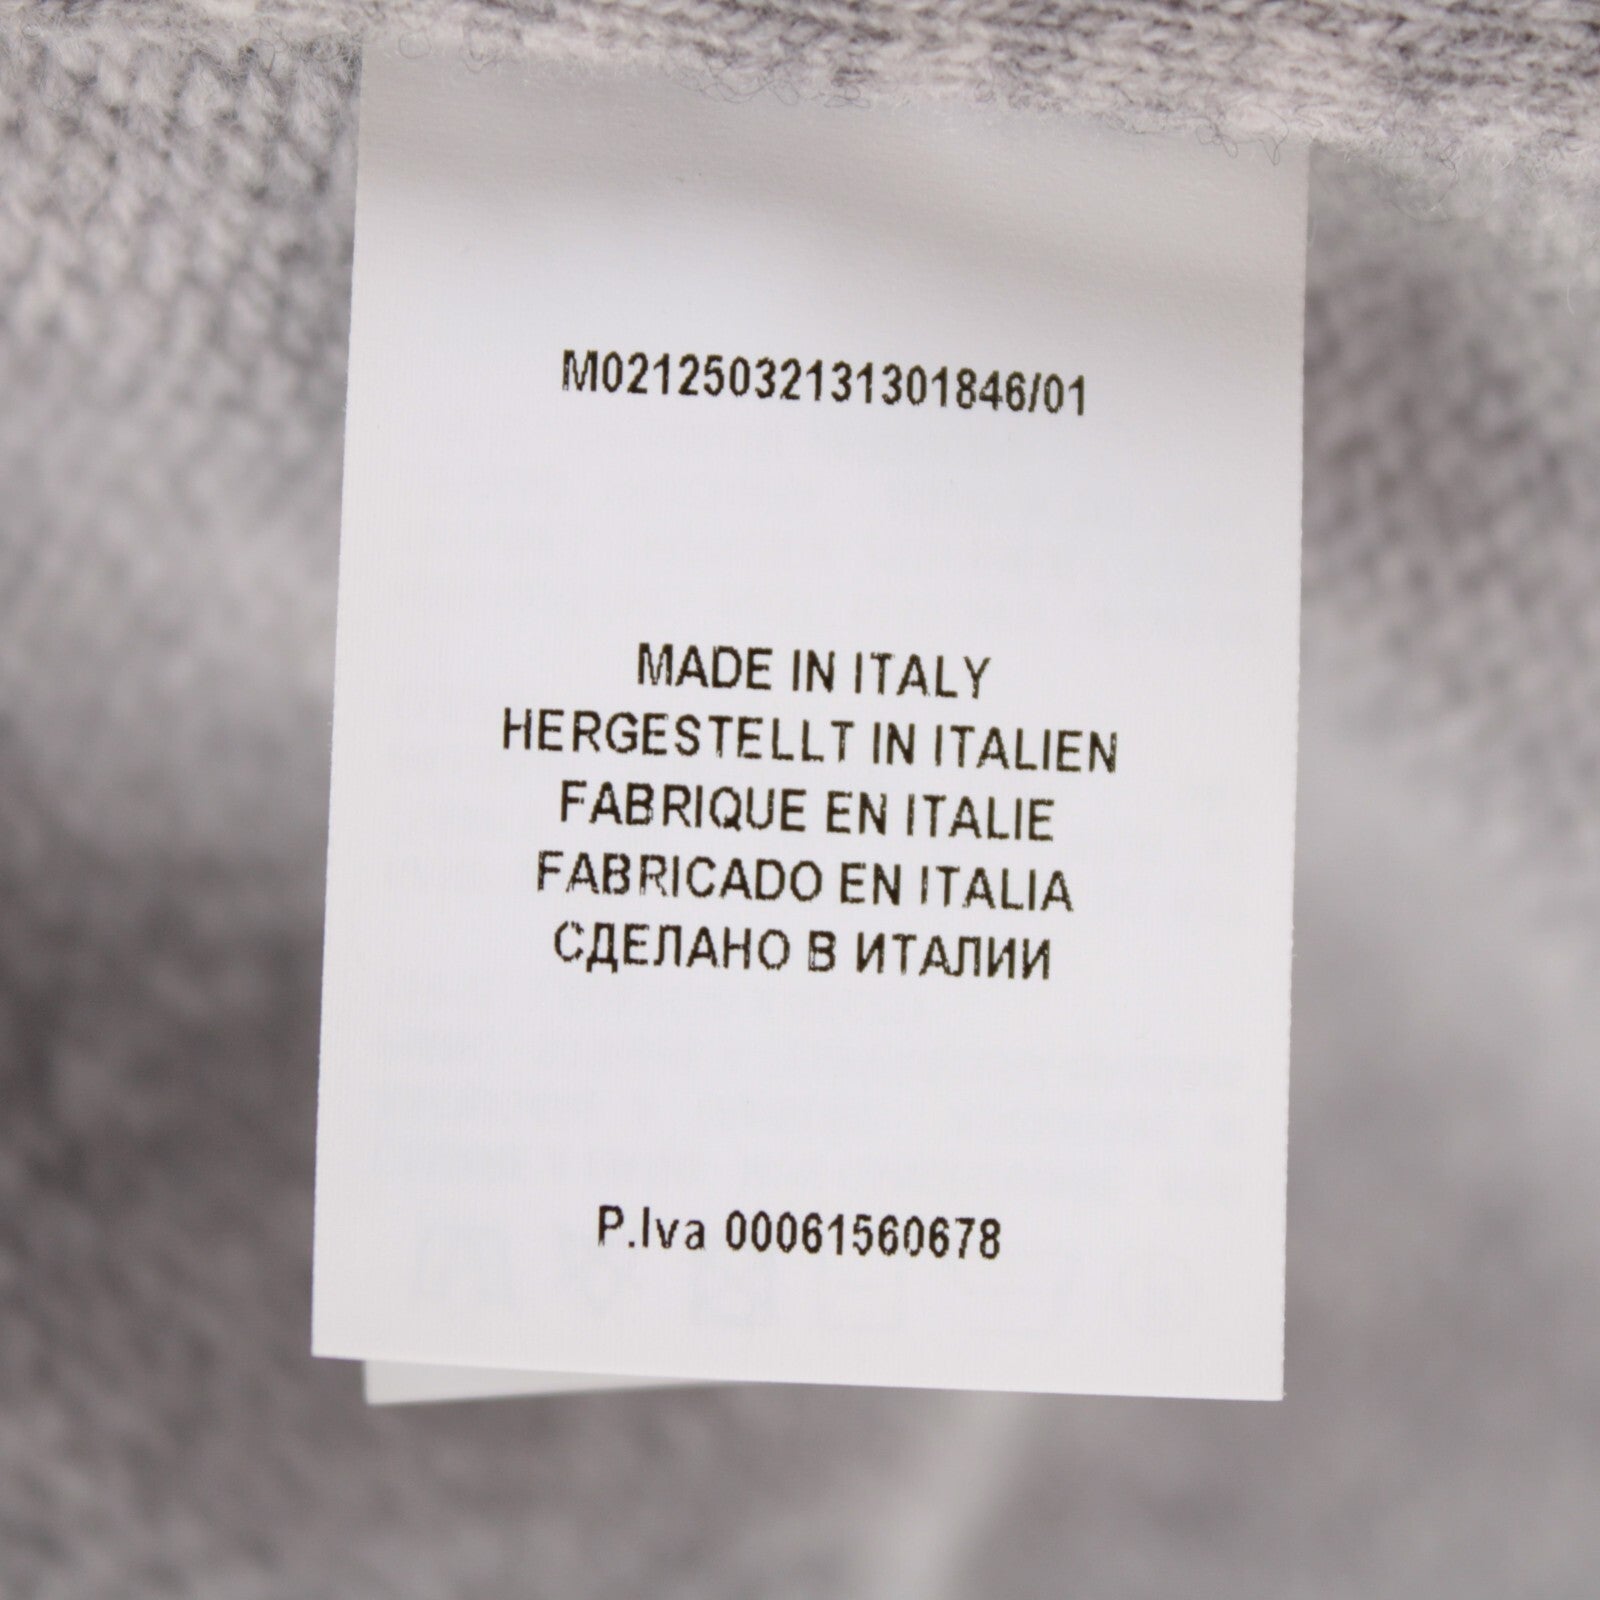 M02125032131301846/01
MADE IN ITALY
HERGESTELLT IN ITALIEN
FABRIQUE EN ITALIE
FABRICADO EN ITALIA
СДЕЛАНО В ИТАЛИИ
P.Iva 00061560678